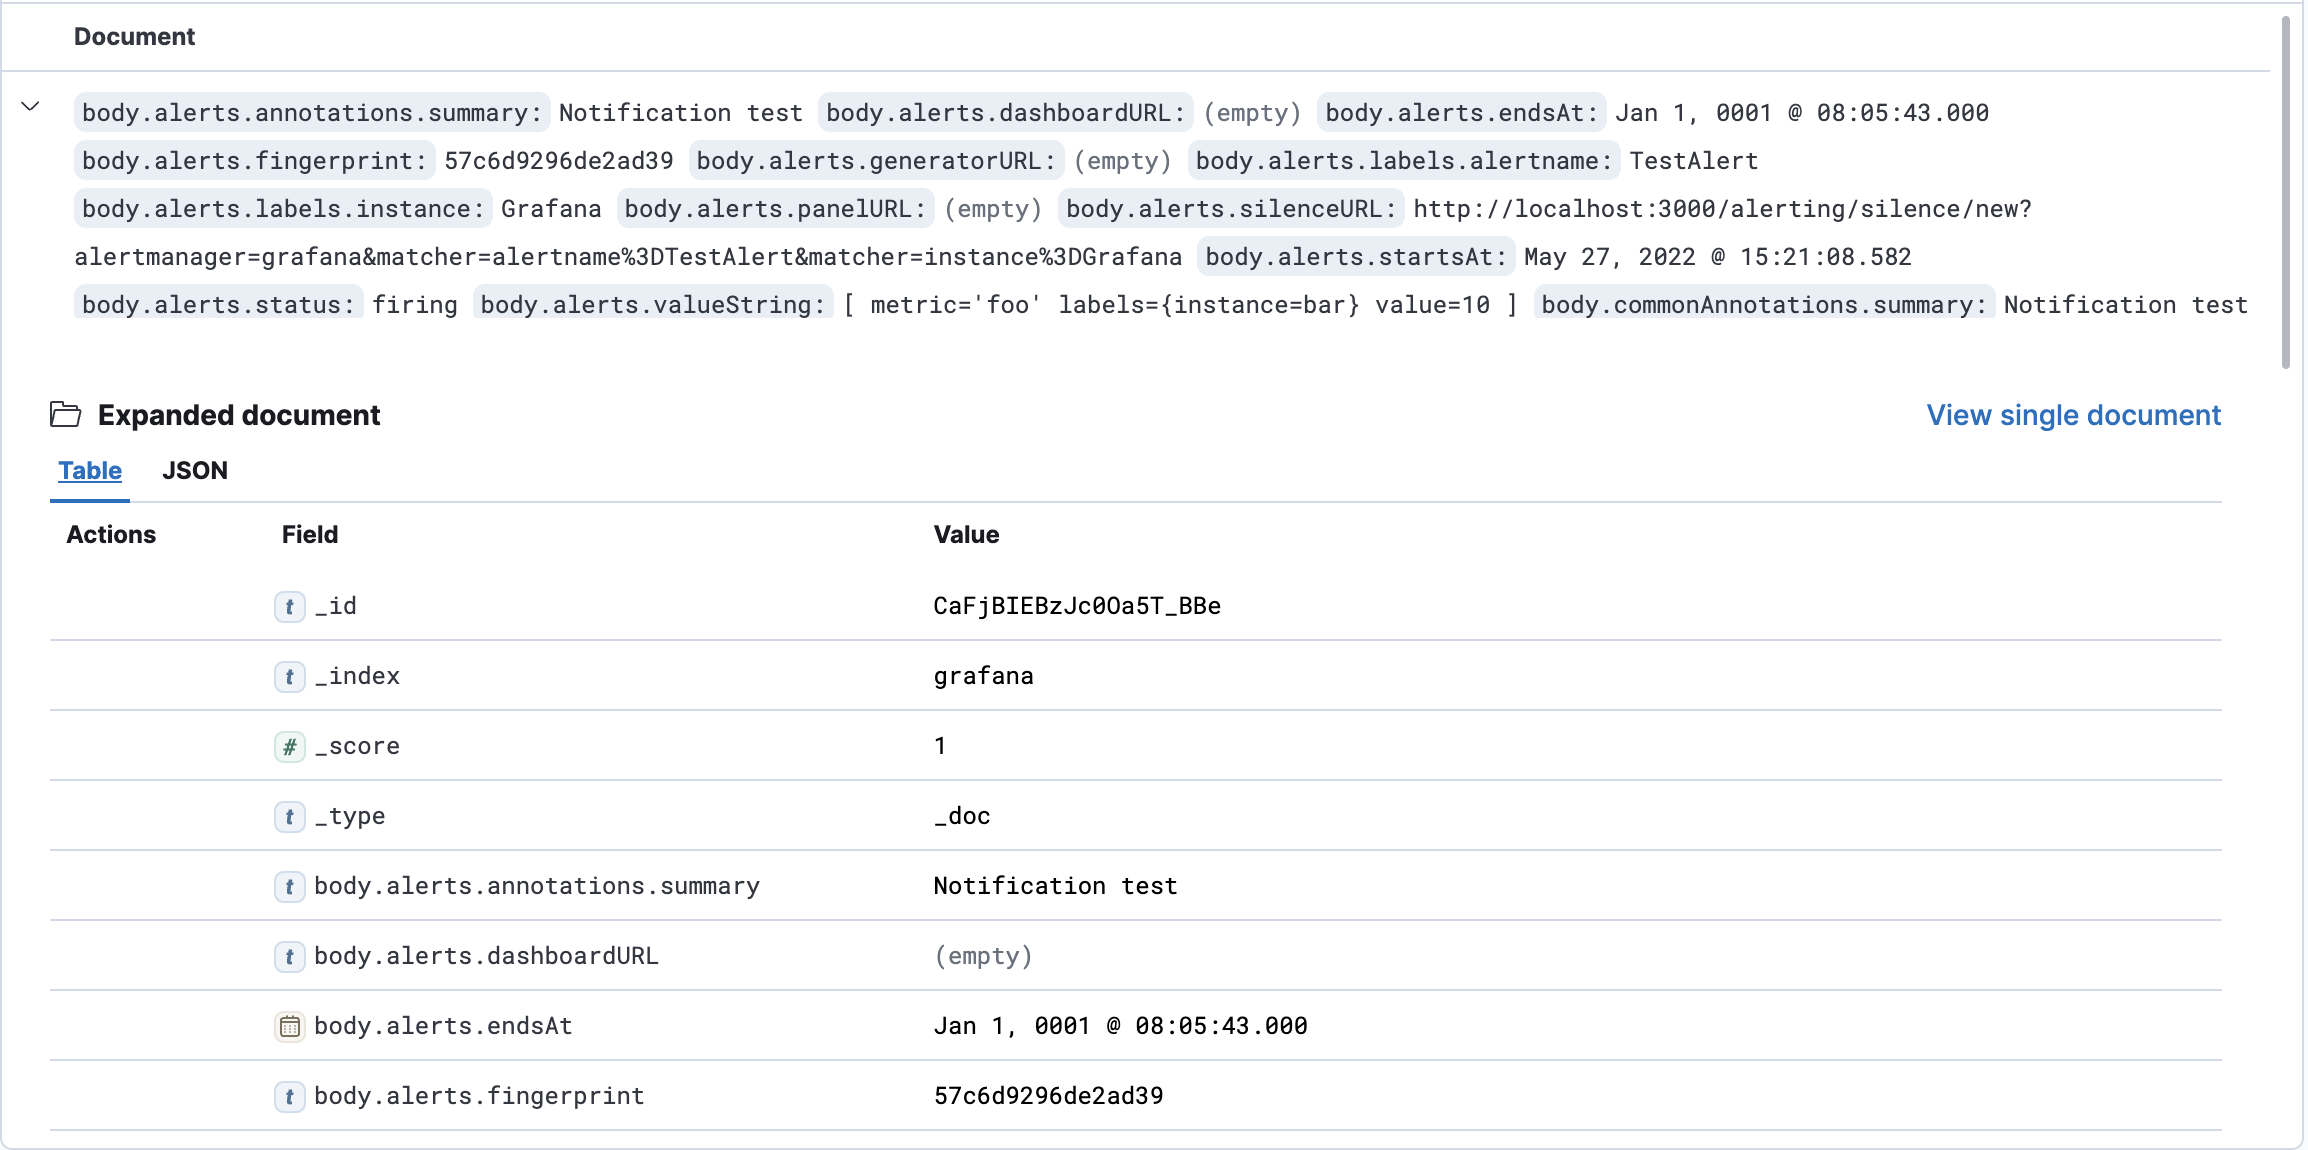 Document
body.alerts.annotations.summary: Notification test body.alerts.dashboardURL: (empty) body.alerts.endsAt: Jan 1, 0001 @ 08:05:43.000
body.alerts.fingerprint: 57c6d9296de2ad39 body.alerts.generatorURL: (empty) body.alerts.labels.alertname: TestAlert
body.alerts.labels.instance: Grafana body.alerts.panelURL: (empty) body.alerts.silenceURL: http://localhost:3000/alerting/silence/new?
alertmanager=grafana&matcher=alertname%3DTestAlert&matcher=instance%3DGrafana body.alerts.startsAt: May 27, 2022 @ 15:21:08.582
body.alerts.status: firing body.alerts.valueString: [ metric='foo' labels={instance=bar} value=10 ] body.commonAnnotations.summary: Notification test
Expanded document View single document
Table JSON
Actions Field Value
t _id CaFjBIEBzJc0Oa5T_BBe
t _index grafana
# _score 1
t _type _doc
t body.alerts.annotations.summary Notification test
t body.alerts.dashboardURL (empty)
body.alerts.endsAt Jan 1, 0001 @ 08:05:43.000
t body.alerts.fingerprint 57c6d9296de2ad39